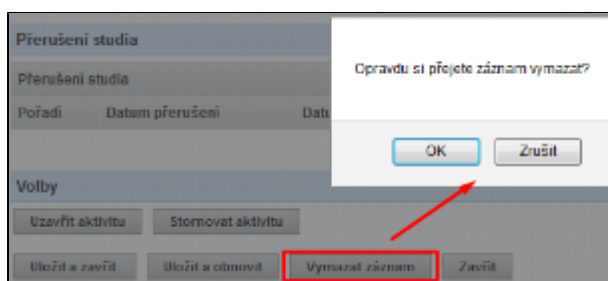 Přerušení studia
Přerušení studia
Pořadí Datum přerušení Datu
Opravdu si přejete záznam vymazat?
OK Zrušit
Volby
Uzavřít aktivitu Stornovat aktivitu
Uložit a zavřít Uložit a obnovit Vymazat záznam Zavřít